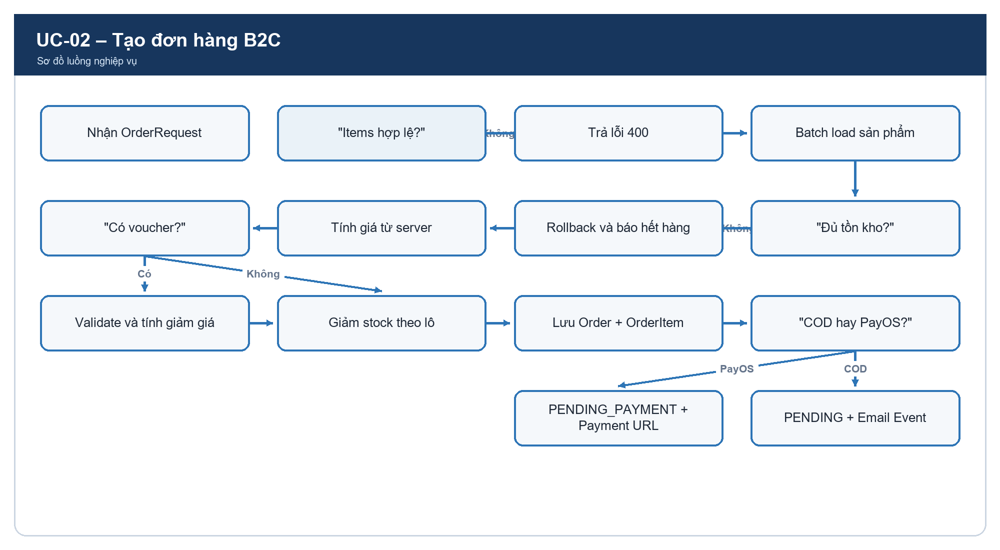 UC-02 – Tạo đơn hàng B2C
Sơ đồ luồng nghiệp vụ
Nhận OrderRequest
"Items hợp lệ?"
Không
Trả lỗi 400
Batch load sản phẩm
"Có voucher?"
Tính giá từ server
Rollback và báo hết hàng
Không
"Đủ tồn kho?"
Có
Không
Validate và tính giảm giá
Giảm stock theo lô
Lưu Order + OrderItem
"COD hay PayOS?"
PayOS
COD
PENDING_PAYMENT +
Payment URL
PENDING + Email Event